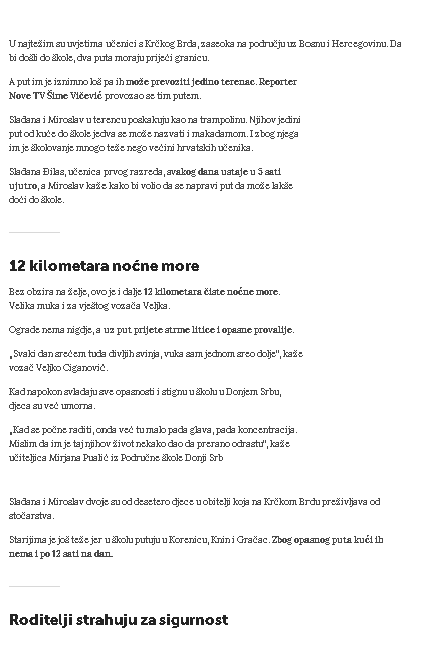 U najtežim su uvjetima učenici s Krčkog Brda, zaseoka na području uz Bosnu i Hercegovinu. Da
bi došli do škole, dva puta moraju prijeći granicu.
A put im je iznimno loš pa ih može prevoziti jedino terenac. Reporter
Nove TV Šime Vičević provozao se tim putem.
Slađana i Miroslav u terencu poskakuju kao na trampolinu. Njihov jedini
put od kuće do škole jedva se može nazvati i makadamom. I zbog njega
im je školovanje mnogo teže nego većini hrvatskih učenika.
Slađana Đilas, učenica prvog razreda, svakog dana ustaje u 5 sati
ujutro, a Miroslav kaže kako bi volio da se napravi put da može lakše
doći do škole.
12 kilometara noćne more
Bez obzira na želje, ovo je i dalje 12 kilometara čiste noćne more.
Velika muka i za vještog vozača Veljka.
Ograde nema nigdje, a uz put prijete strme litice i opasne provalije.
„Svaki dan srećem tuda divljih svinja, vuka sam jednom sreo dolje“, kaže
vozač Veljko Ciganović.
Kad napokon svladaju sve opasnosti i stignu u školu u Donjem Srbu,
djeca su već umorna.
„Kad se počne raditi, onda već tu malo pada glava, pada koncentracija.
Mislim da im je taj njihov život nekako dao da prerano odrastu“, kaže
učiteljica Mirjana Pualić iz Područne škole Donji Srb
Slađana i Miroslav dvoje su od desetero djece u obitelji koja na Krčkom Brdu preživljava od
stočarstva.
Starijima je još teže jer u školu putuju u Korenicu, Knin i Gračac. Zbog opasnog puta kući ih
nema i po 12 sati na dan.
Roditelji strahuju za sigurnost